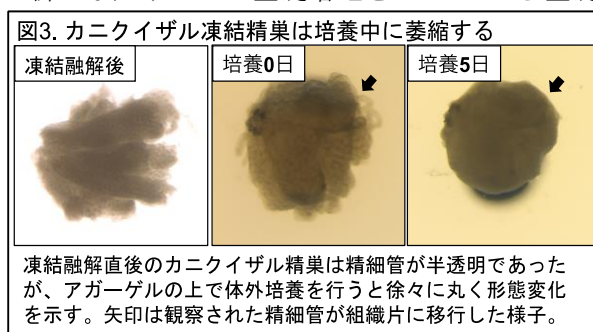 図3. カニクイザル凍結精巣は培養中に萎縮する
凍結融解後
培養0日
培養5日
凍結融解直後のカニクイザル精巣は精細管が半透明であった
が、アガーゲルの上で体外培養を行うと徐々に丸く形態変化
を示す。矢印は観察された精細管が組織片に移行した様子。